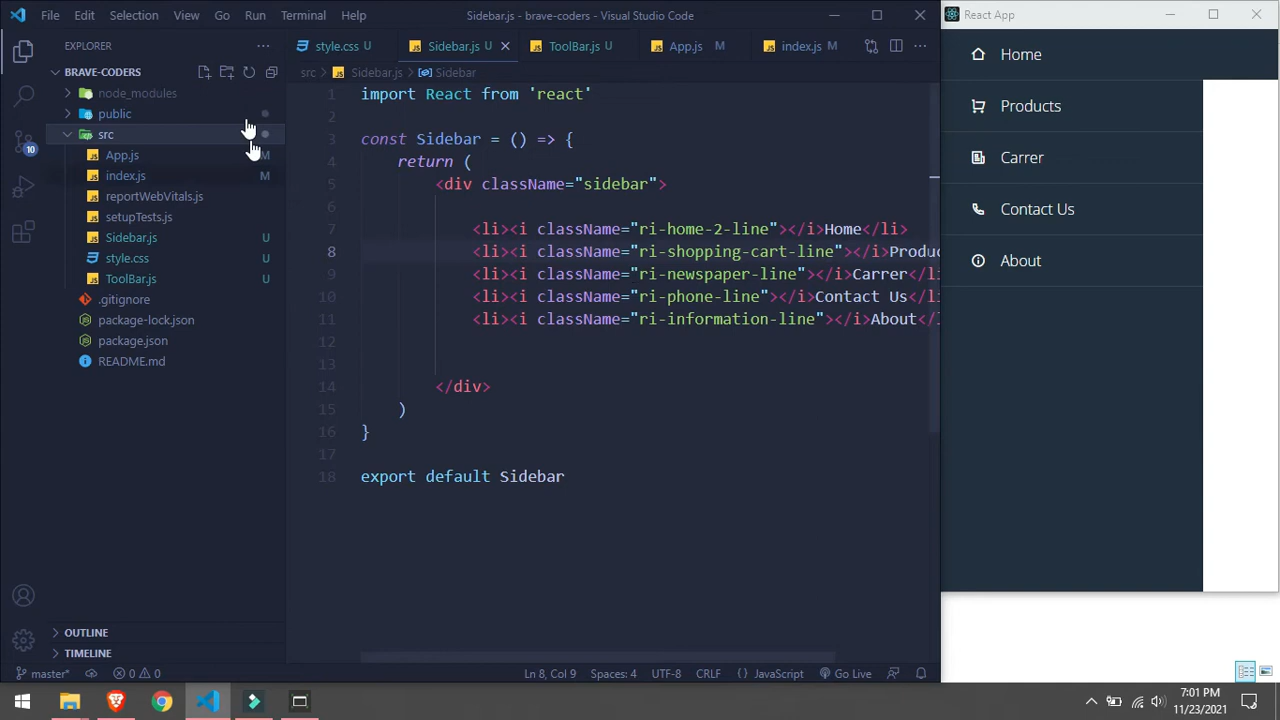 File Edit Selection View Go Run Terminal Help
Sidebar.js - brave-coders - Visual Studio Code
React App
EXPLORER
style.css U
Sidebar.js U
ToolBar.js U
App.js M
index.js M
BRAVE-CODERS
node_modules
public
src
App.js M
index.js M
reportWebVitals.js
setupTests.js
Sidebar.js U
style.css U
ToolBar.js U
.gitignore
package-lock.json
package.json
README.md
OUTLINE
TIMELINE
10
src > Sidebar.js > Sidebar
1 import React from 'react'
2
3 const Sidebar = () => {
4 return (
5 <div className="sidebar">
6
7 <li><i className="ri-home-2-line"></i>Home</li>
8 <li><i className="ri-shopping-cart-line"></i>Produc
9 <li><i className="ri-newspaper-line"></i>Carrer</li
10 <li><i className="ri-phone-line"></i>Contact Us</li
11 <li><i className="ri-information-line"></i>About</l
12
13
14 </div>
15 )
16 }
17
18 export default Sidebar
Home
Products
Carrer
Contact Us
About
master* 0 0 Ln 8, Col 9 Spaces: 4 UTF-8 CRLF JavaScript Go Live
7:01 PM
11/23/2021